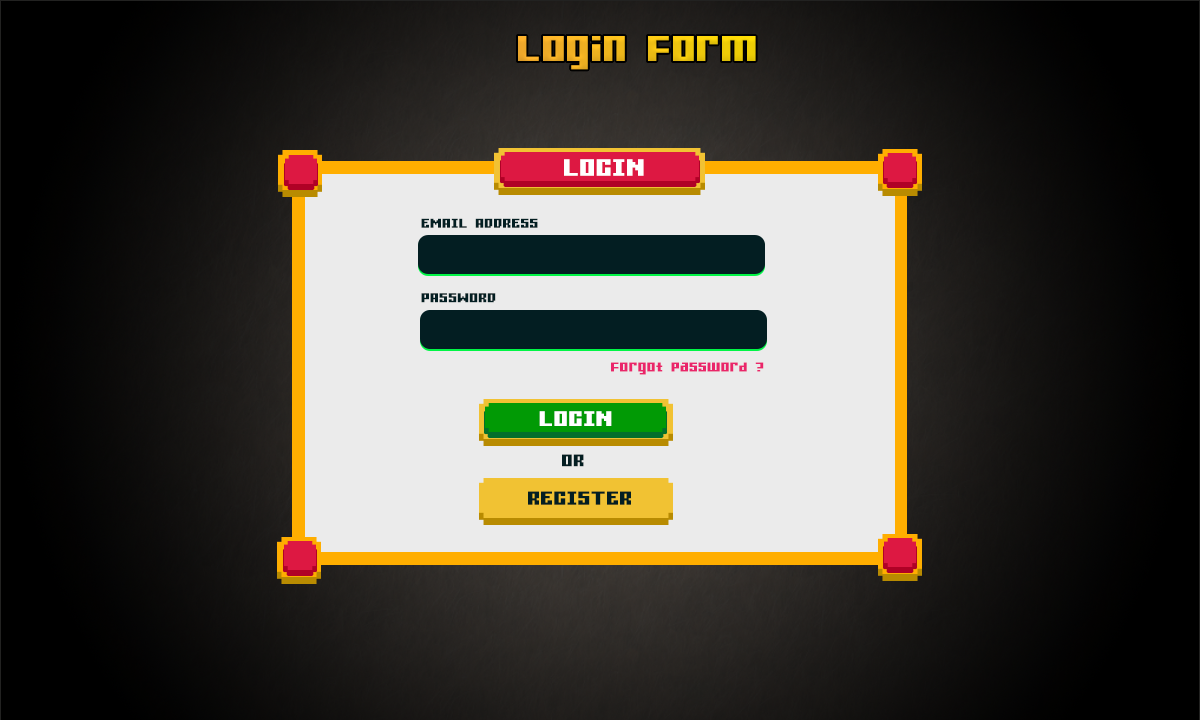 Login Form
LOGIN
EMAIL ADDRESS
PASSWORD
Forgot Password ?
LOGIN
OR
REGISTER